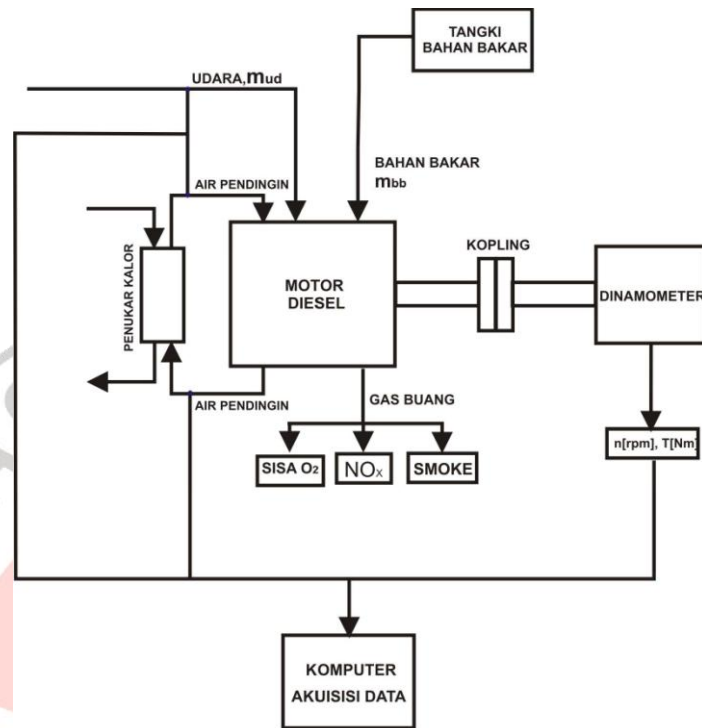 TANGKI
BAHAN BAKAR
UDARA,mud
BAHAN BAKAR
mbb
AIR PENDINGIN
KOPLING
PENUKAR KALOR
MOTOR
DIESEL
DINAMOMETER
AIR PENDINGIN
GAS BUANG
n[rpm], T[Nm]
SISA O₂
NOₓ
SMOKE
KOMPUTER
AKUISISI DATA